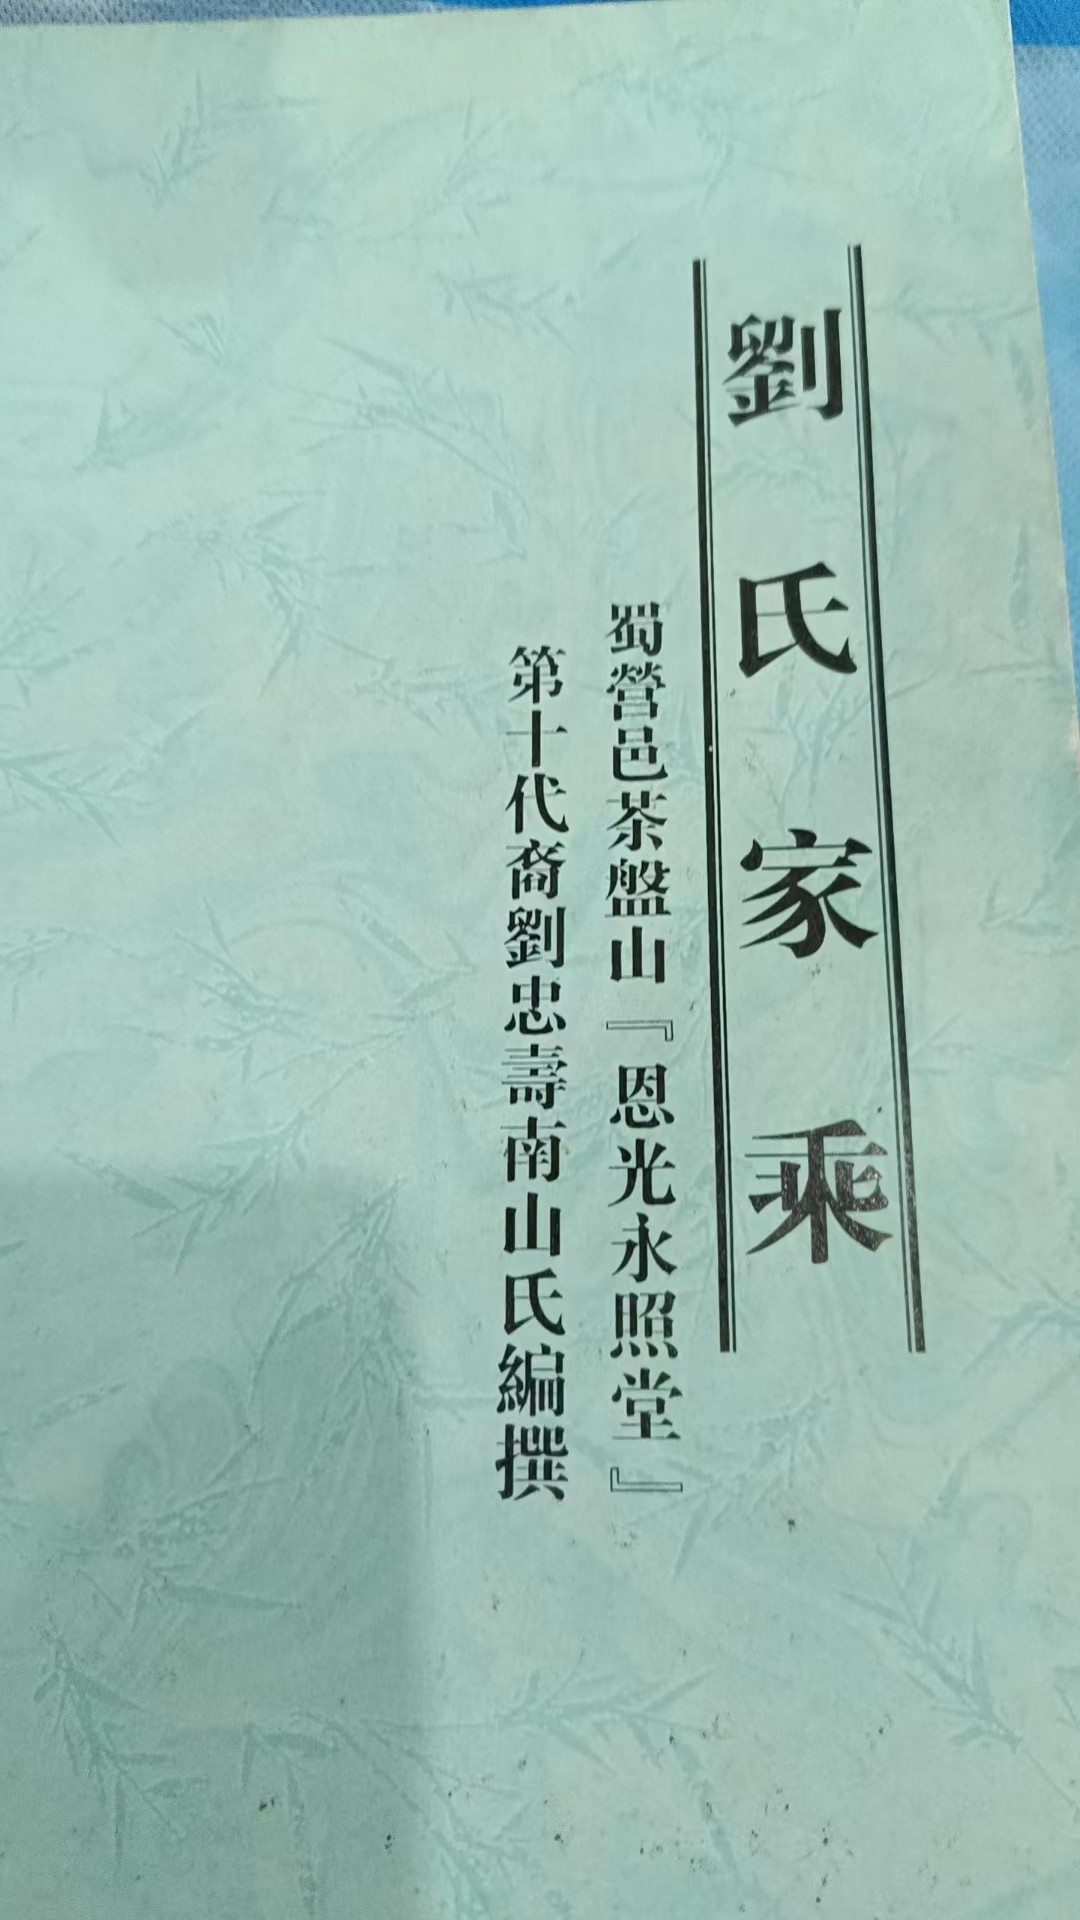 劉氏家乘
蜀營邑茶盤山『恩光永照堂』
第十代裔劉忠壽南山氏編撰